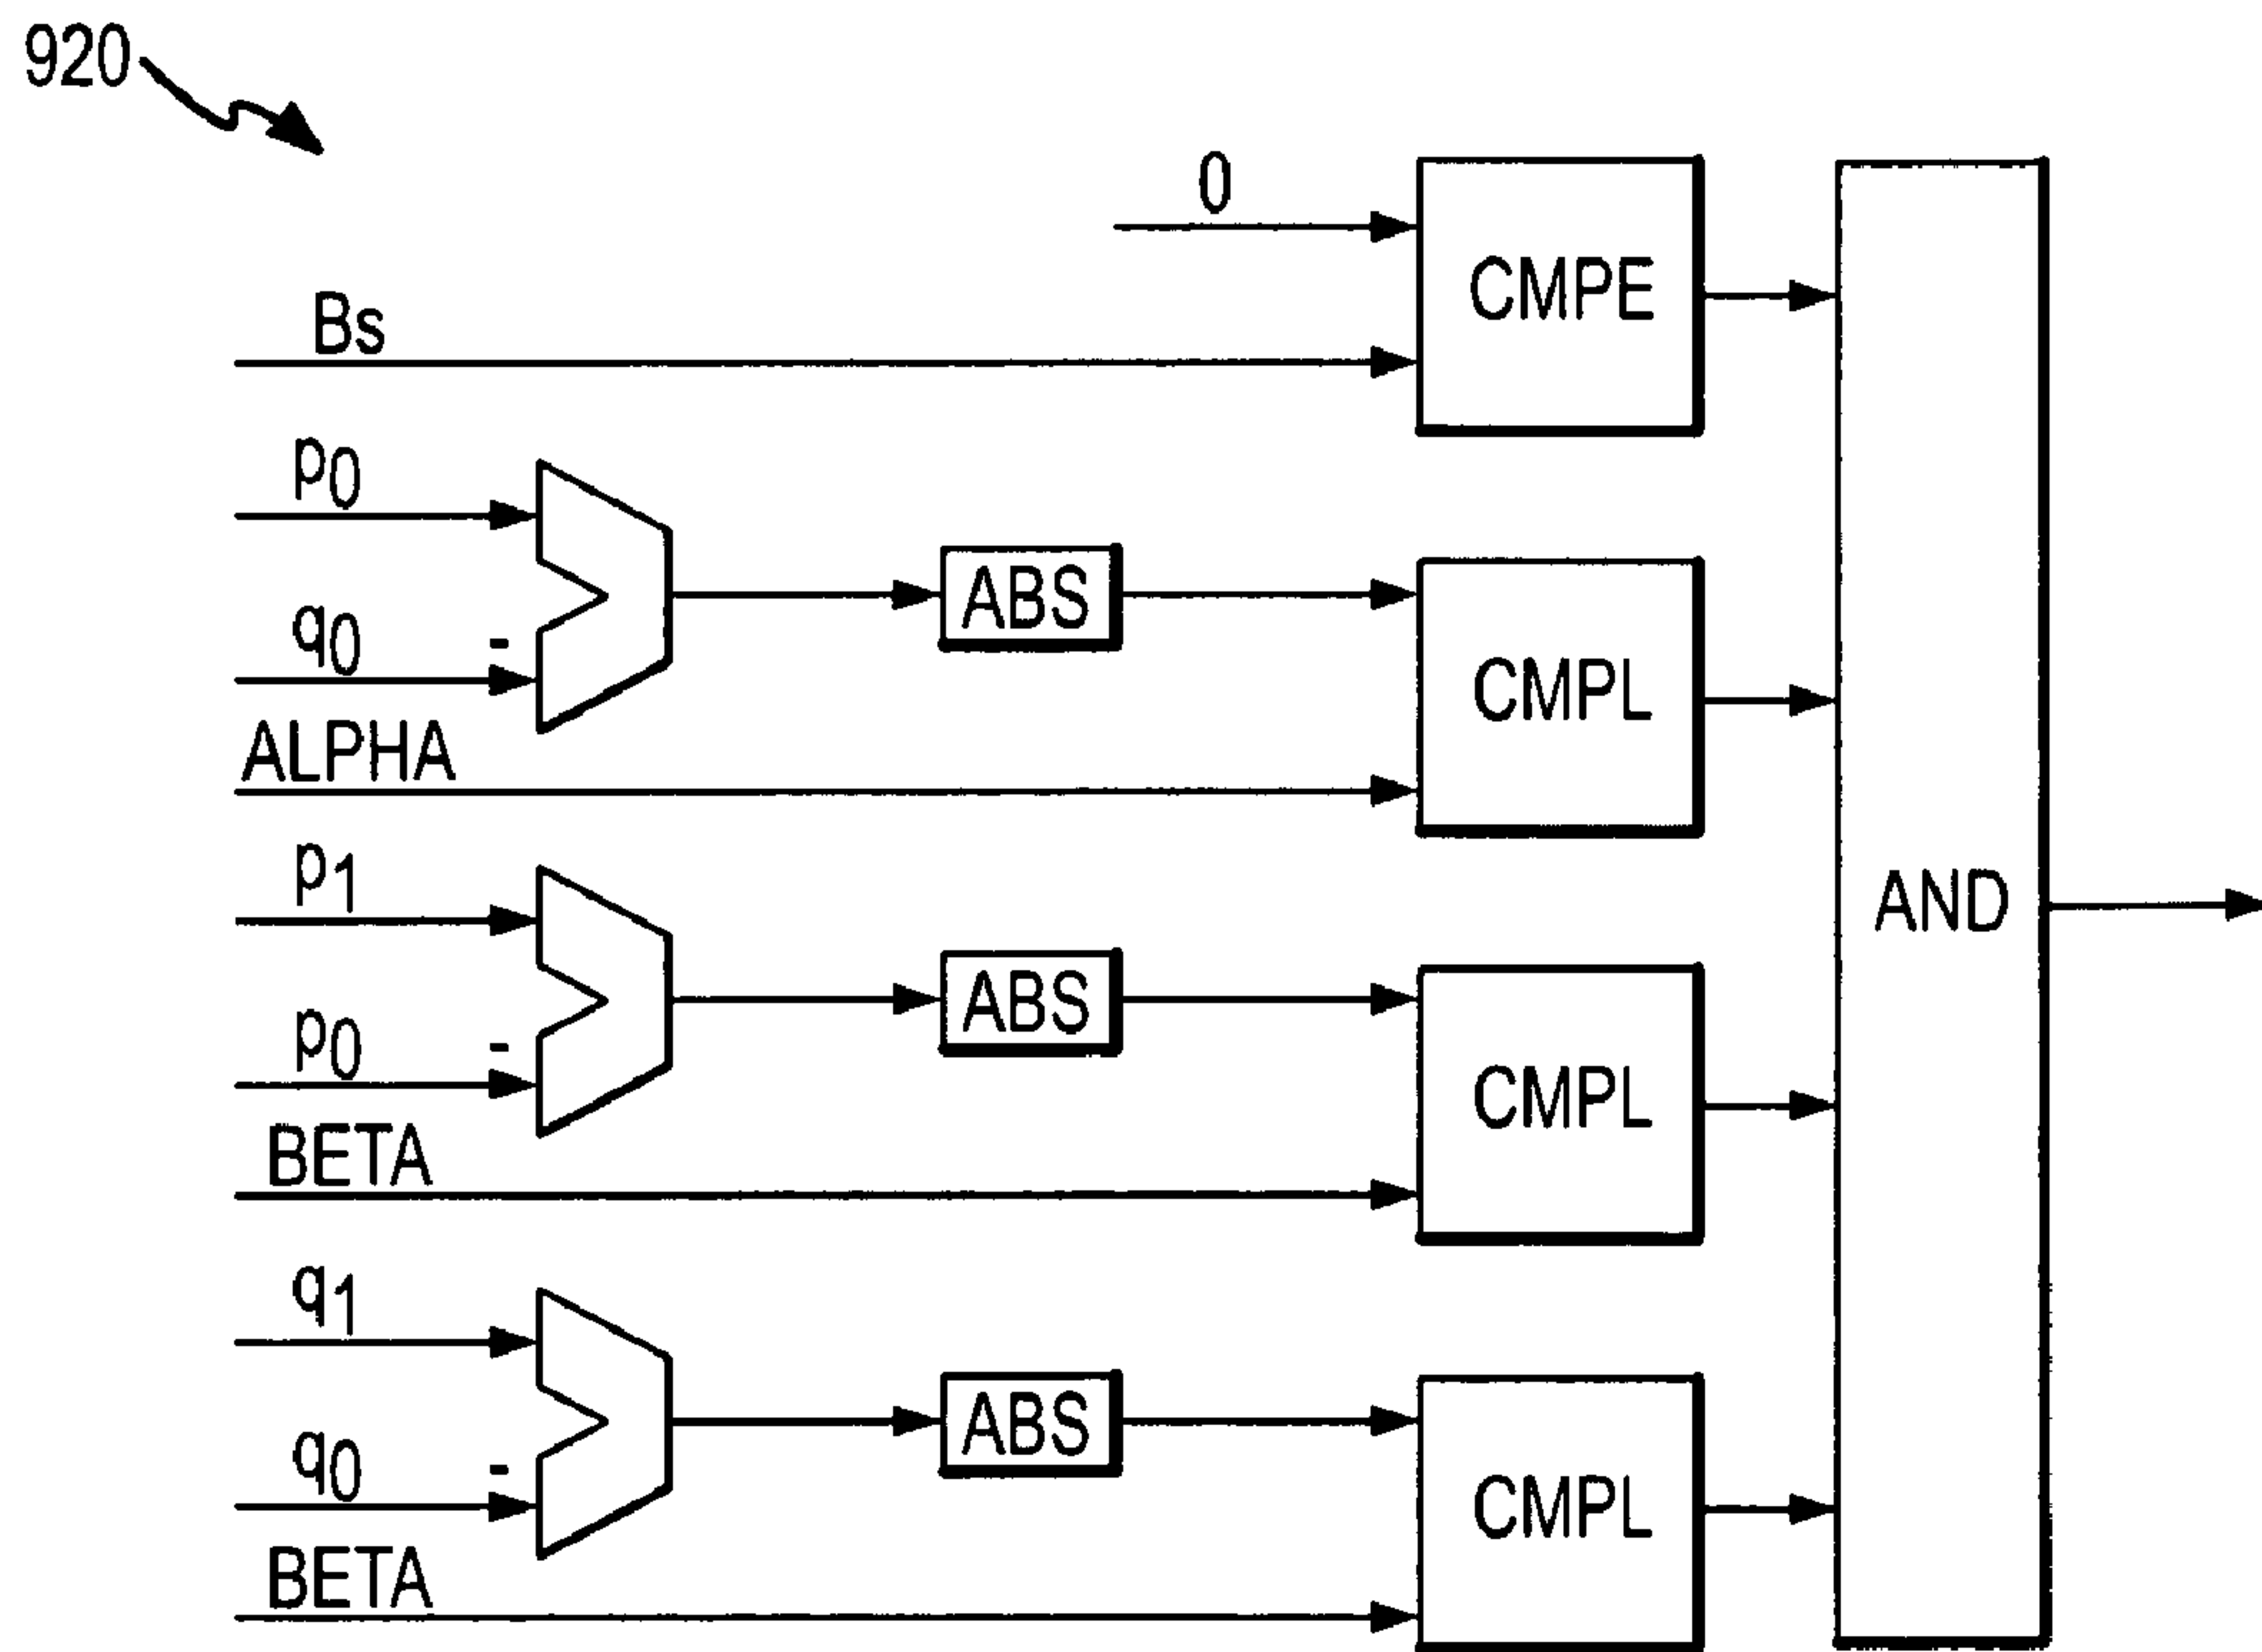 920
0
CMPE
Bs
p0
ABS
q0 -
CMPL
ALPHA
p1
AND
ABS
p0 -
CMPL
BETA
q1
ABS
q0 -
CMPL
BETA